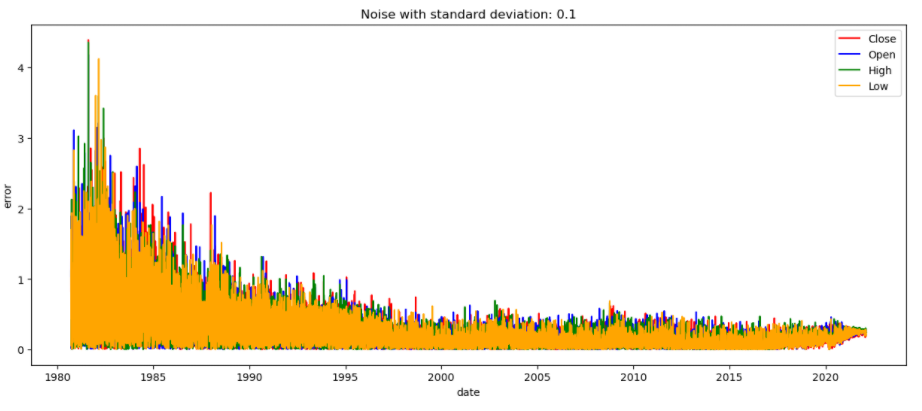 Noise with standard deviation: 0.1
Close
Open
High
Low
error
4
3
2
1
0
1980 1985 1990 1995 2000 2005 2010 2015 2020
date